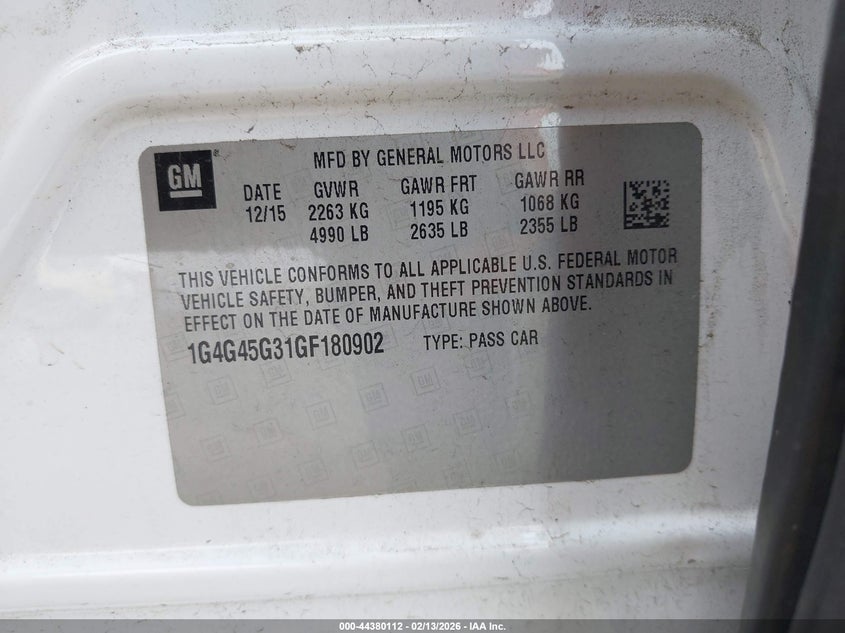 GM ®
MFD BY GENERAL MOTORS LLC
DATE GVWR GAWR FRT GAWR RR
12/15 2263 KG 1195 KG 1068 KG
4990 LB 2635 LB 2355 LB
THIS VEHICLE CONFORMS TO ALL APPLICABLE U.S. FEDERAL MOTOR
VEHICLE SAFETY, BUMPER, AND THEFT PREVENTION STANDARDS IN
EFFECT ON THE DATE OF MANUFACTURE SHOWN ABOVE.
1G4G45G31GF180902 TYPE: PASS CAR
000-44380112 - 02/13/2026 - IAA Inc.